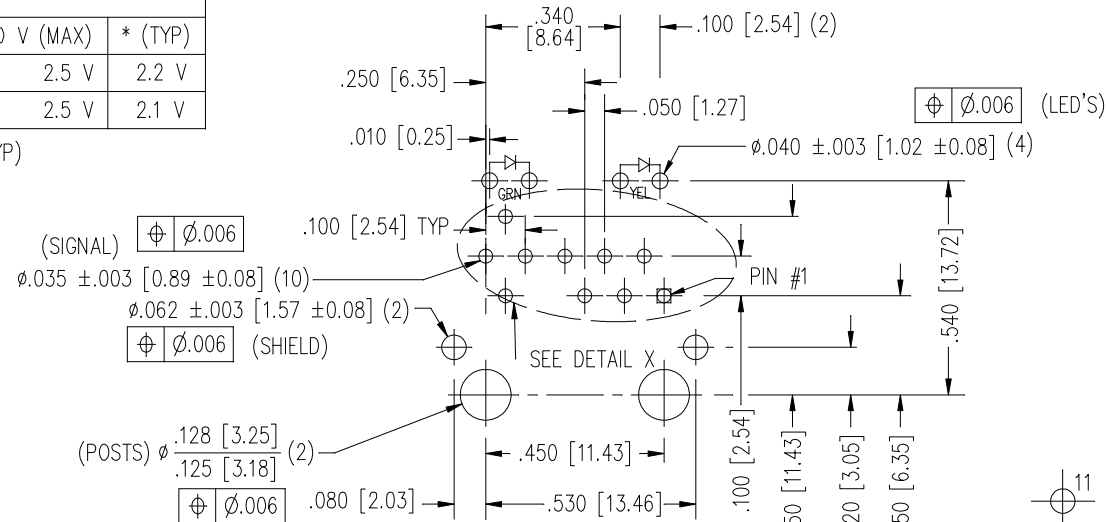 .340
[8.64]
.100 [2.54] (2)
V (MAX)
* (TYP)
2.5 V
2.2 V
2.5 V
2.1 V
.250 [6.35]
.050 [1.27]
⌖ Ø.006 (LED'S)
.010 [0.25]
ø.040 ±.003 [1.02 ±0.08] (4)
GRN
YEL
.100 [2.54] TYP
(SIGNAL)
⌖ Ø.006
ø.035 ±.003 [0.89 ±0.08] (10)
PIN #1
.540 [13.72]
ø.062 ±.003 [1.57 ±0.08] (2)
⌖ Ø.006 (SHIELD)
SEE DETAIL X
(POSTS) ø .128 [3.25]
.125 [3.18] (2)
⌖ Ø.006
.450 [11.43]
.080 [2.03]
.530 [13.46]
.100 [2.54]
50 [11.43]
20 [3.05]
50 [6.35]
11